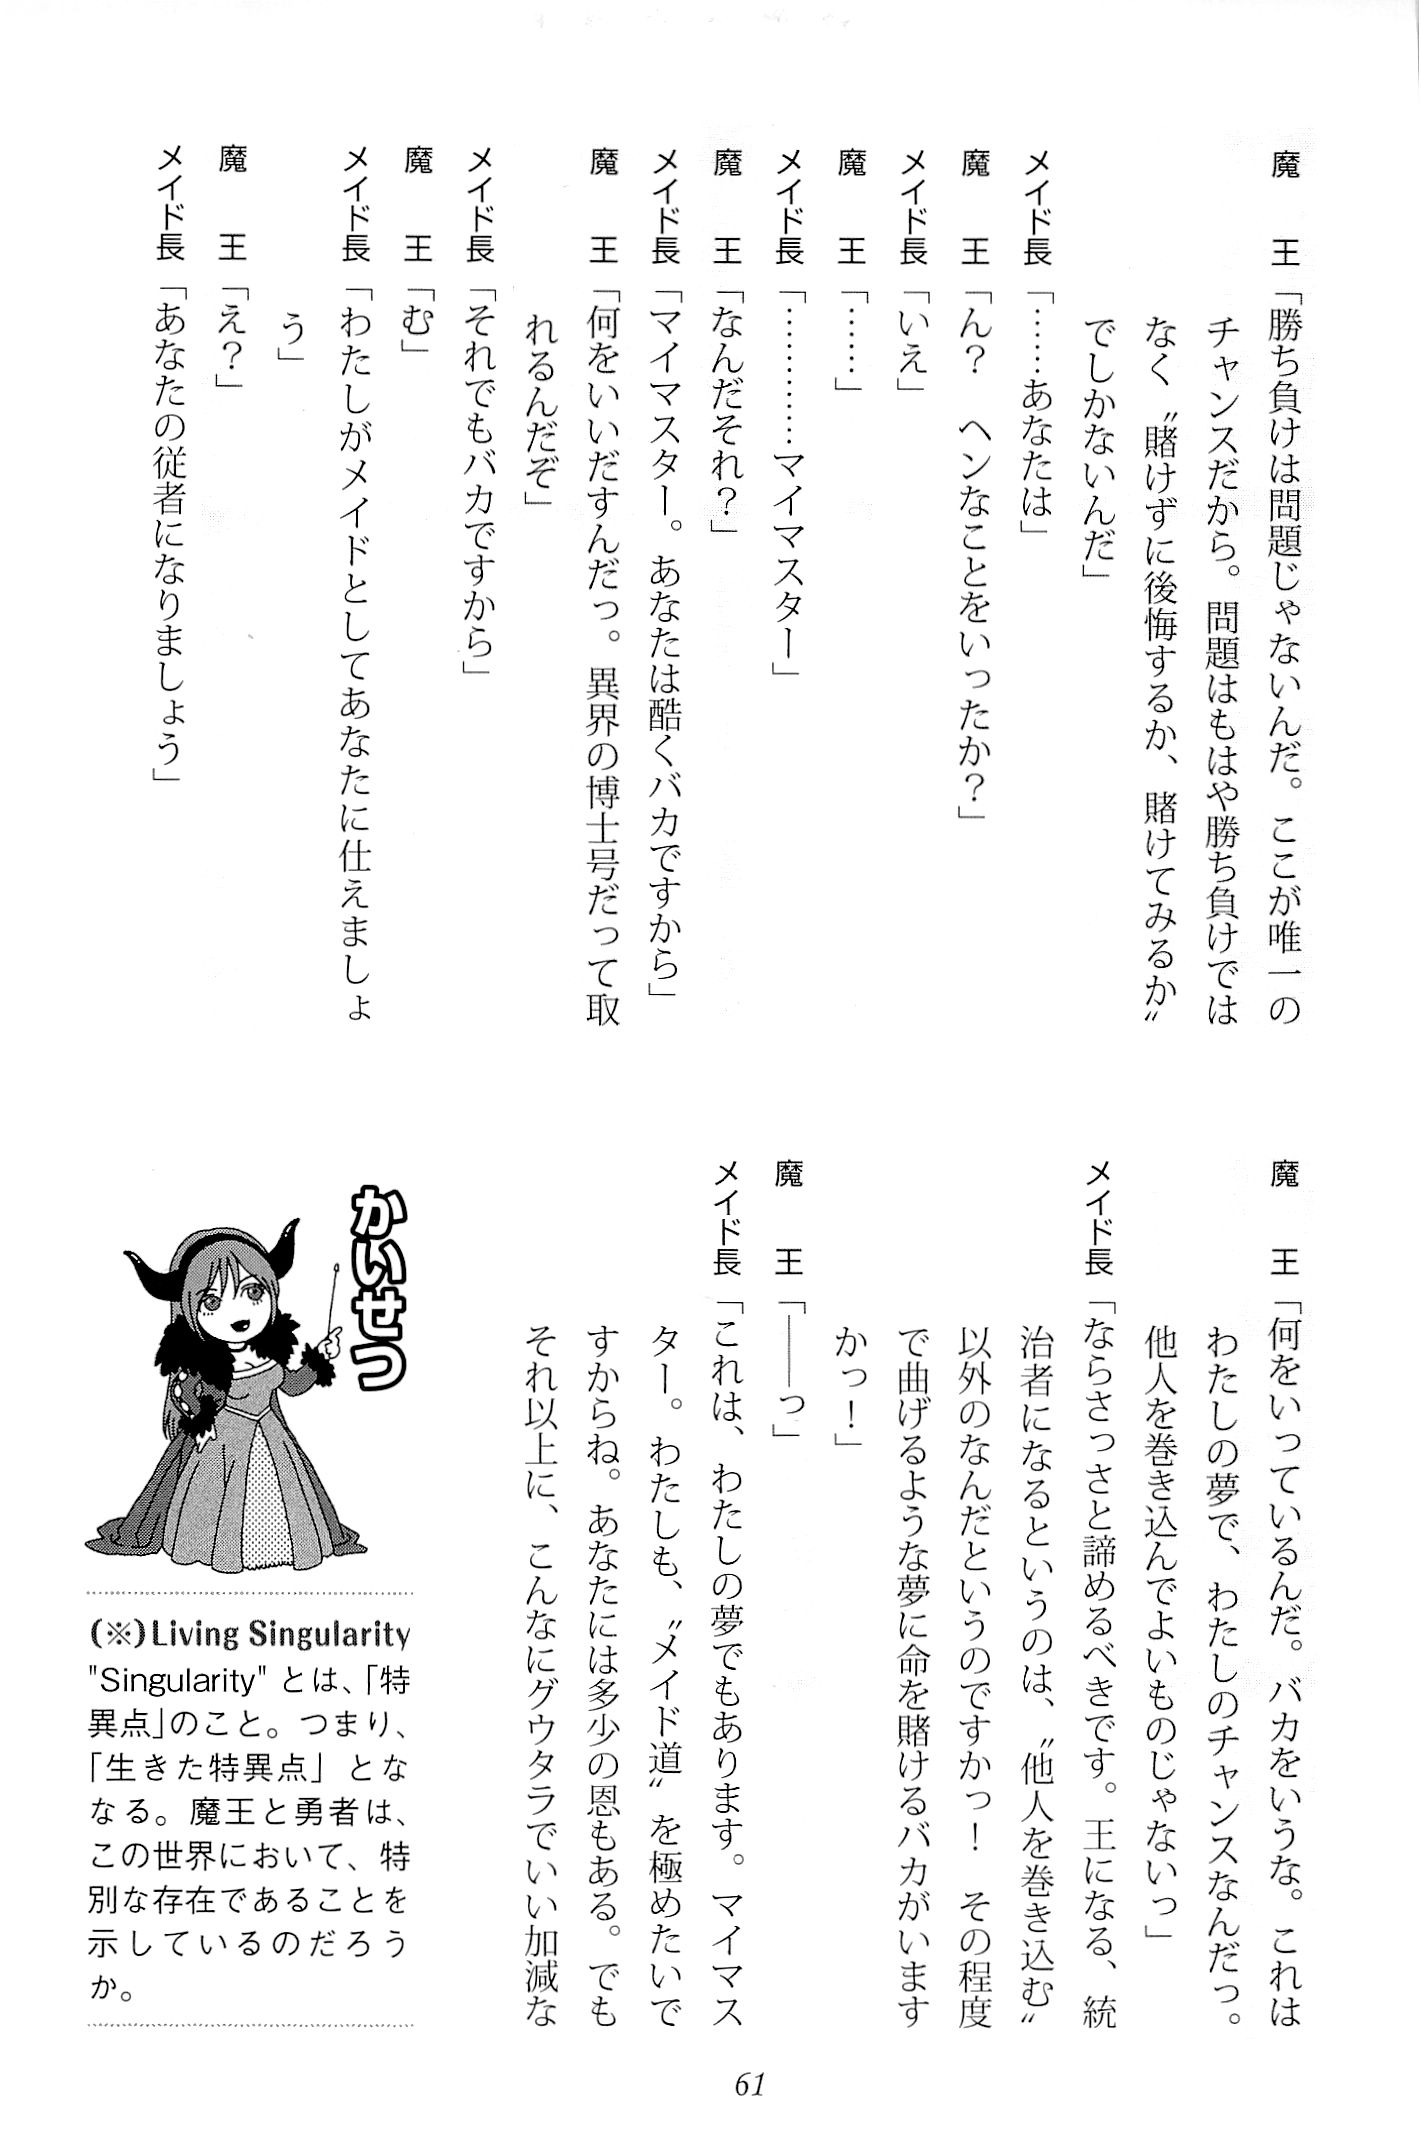 魔　王「勝ち負けは問題じゃないんだ。ここが唯一の
チャンスだから。問題はもはや勝ち負けでは
なく〝賭けずに後悔するか、賭けてみるか〟
でしかないんだ」
メイド長「……あなたは」
魔　王「ん？　ヘンなことをいったか？」
メイド長「いえ」
魔　王「……」
メイド長「…………マイマスター」
魔　王「なんだそれ？」
メイド長「マイマスター。あなたは酷くバカですから」
魔　王「何をいいだすんだっ。異界の博士号だって取
れるんだぞ」
メイド長「それでもバカですから」
魔　王「む」
メイド長「わたしがメイドとしてあなたに仕えましょ
う」
魔　王「え？」
メイド長「あなたの従者になりましょう」
魔　王「何をいっているんだ。バカをいうな。これは
わたしの夢で、わたしのチャンスなんだっ。
他人を巻き込んでよいものじゃないっ」
メイド長「ならさっさと諦めるべきです。王になる、統
治者になるというのは、〝他人を巻き込む〟
以外のなんだというのですかっ！　その程度
で曲げるような夢に命を賭けるバカがいます
かっ！」
魔　王「――っ」
メイド長「これは、わたしの夢でもあります。マイマス
ター。わたしも、〝メイド道〟を極めたいで
すからね。あなたには多少の恩もある。でも
それ以上に、こんなにグウタラでいい加減な
かいせつ
(※)Living Singularity
"Singularity"とは、「特
異点」のこと。つまり、
「生きた特異点」とな
なる。魔王と勇者は、
この世界において、特
別な存在であることを
示しているのだろう
か。
61